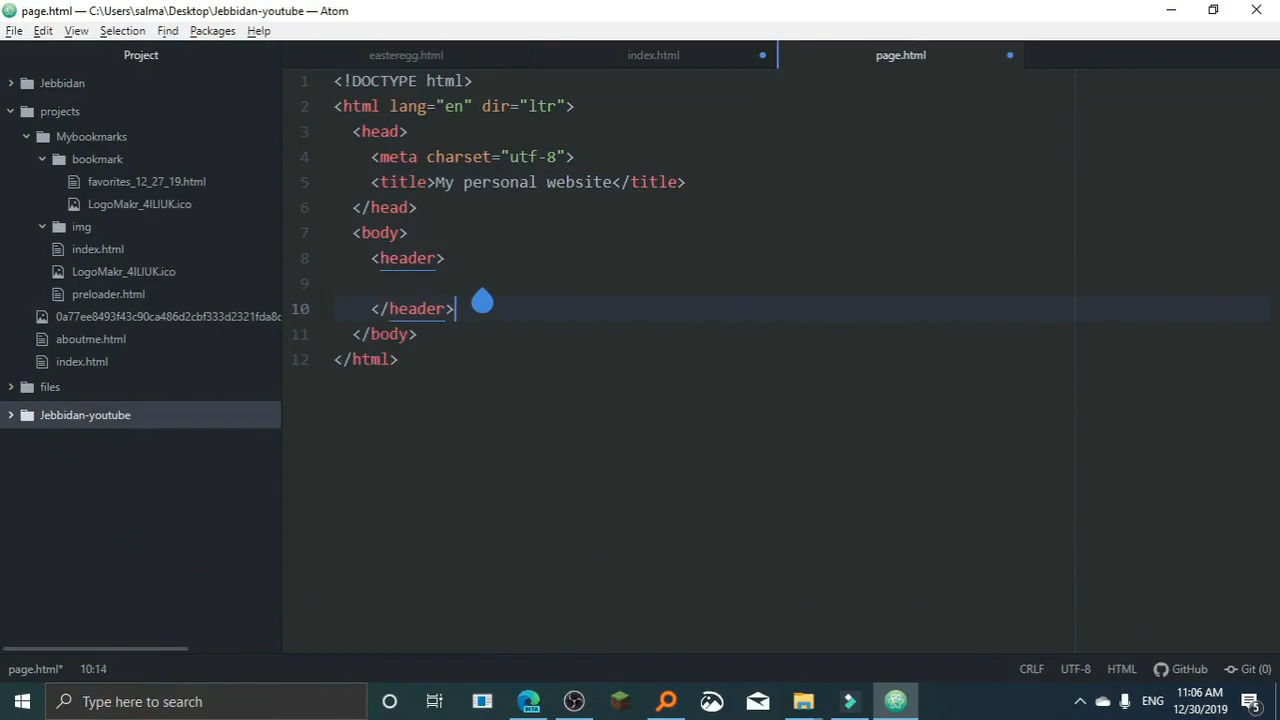 page.html — C:\Users\salma\Desktop\Jebbidan-youtube — Atom
File Edit View Selection Find Packages Help
Project
easteregg.html
index.html
page.html
Jebbidan
projects
Mybookmarks
bookmark
favorites_12_27_19.html
LogoMakr_4ILIUK.ico
img
index.html
LogoMakr_4ILIUK.ico
preloader.html
0a77ee8493f43c90ca486d2cbf333d2321fda8c
aboutme.html
index.html
files
Jebbidan-youtube
1 <!DOCTYPE html>
2 <html lang="en" dir="ltr">
3 <head>
4 <meta charset="utf-8">
5 <title>My personal website</title>
6 </head>
7 <body>
8 <header>
9
10 </header>
11 </body>
12 </html>
page.html* 10:14
CRLF UTF-8 HTML GitHub Git (0)
Type here to search
BETA
ENG
11:06 AM
12/30/2019
5